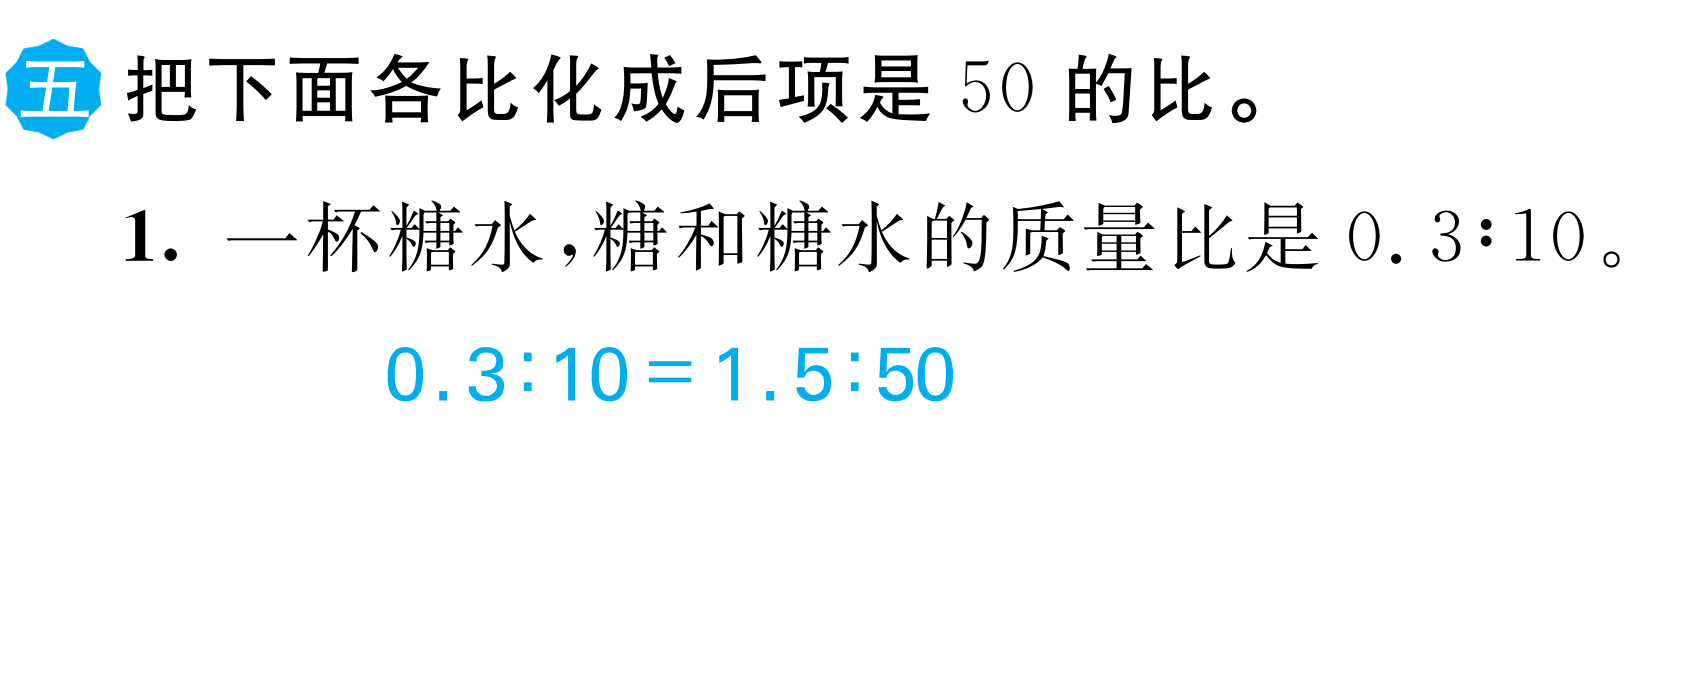 五 把下面各比化成后项是 50 的比。
1. 一杯糖水,糖和糖水的质量比是 0.3∶10。
0.3∶10=1.5∶50